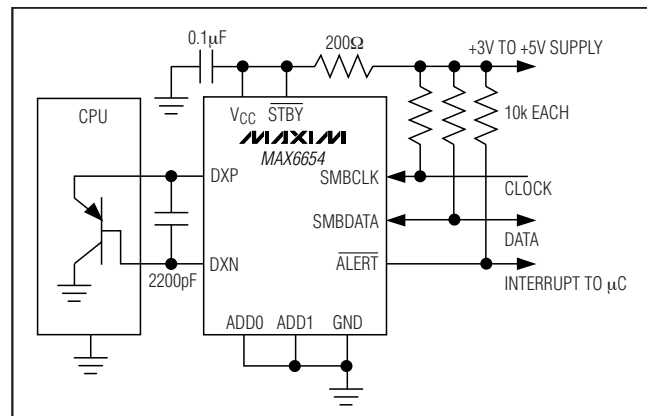 0.1μF
200Ω
+3V TO +5V SUPPLY
CPU
VCC
STBY
10k EACH
MAXIM
MAX6654
DXP
SMBCLK
CLOCK
SMBDATA
DATA
DXN
2200pF
ALERT
INTERRUPT TO μC
ADD0
ADD1
GND